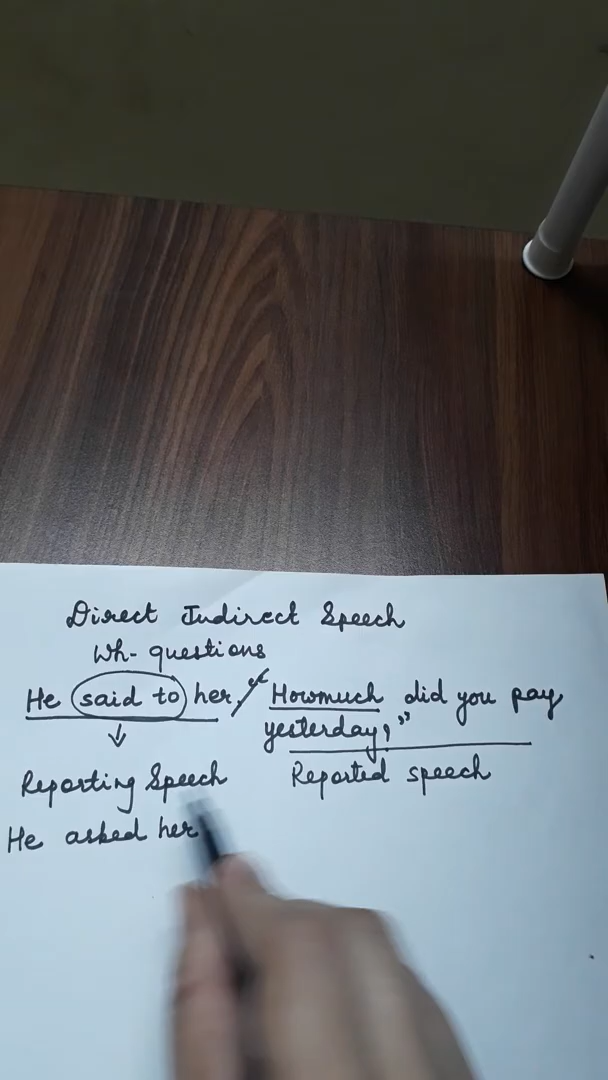 Direct Indirect Speech
Wh- questions
He said to her, “Howmuch did you pay
yesterday?”
Reporting Speech Reported speech
He asked her